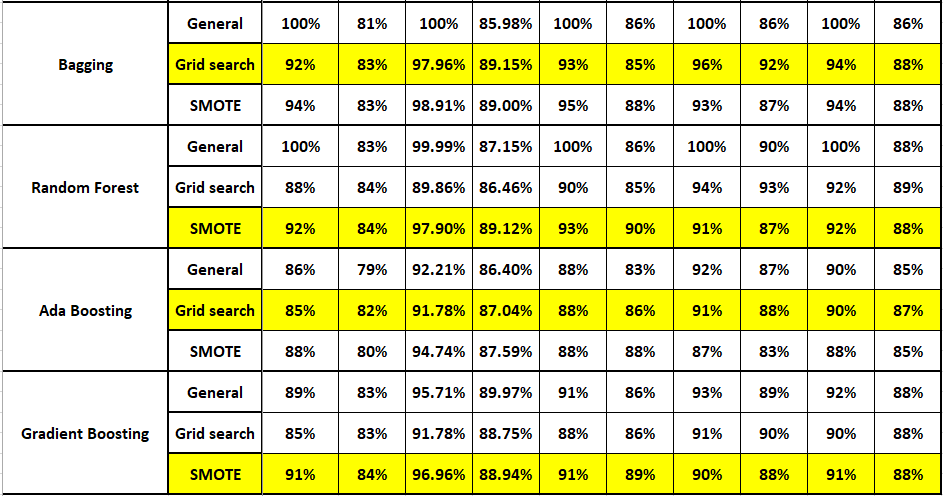 General 100% 81% 100% 85.98% 100% 86% 100% 86% 100% 86%
Bagging Grid search 92% 83% 97.96% 89.15% 93% 85% 96% 92% 94% 88%
SMOTE 94% 83% 98.91% 89.00% 95% 88% 93% 87% 94% 88%
General 100% 83% 99.99% 87.15% 100% 86% 100% 90% 100% 88%
Random Forest Grid search 88% 84% 89.86% 86.46% 90% 85% 94% 93% 92% 89%
SMOTE 92% 84% 97.90% 89.12% 93% 90% 91% 87% 92% 88%
General 86% 79% 92.21% 86.40% 88% 83% 92% 87% 90% 85%
Ada Boosting Grid search 85% 82% 91.78% 87.04% 88% 86% 91% 88% 90% 87%
SMOTE 88% 80% 94.74% 87.59% 88% 88% 87% 83% 88% 85%
General 89% 83% 95.71% 89.97% 91% 86% 93% 89% 92% 88%
Gradient Boosting Grid search 85% 83% 91.78% 88.75% 88% 86% 91% 90% 90% 88%
SMOTE 91% 84% 96.96% 88.94% 91% 89% 90% 88% 91% 88%